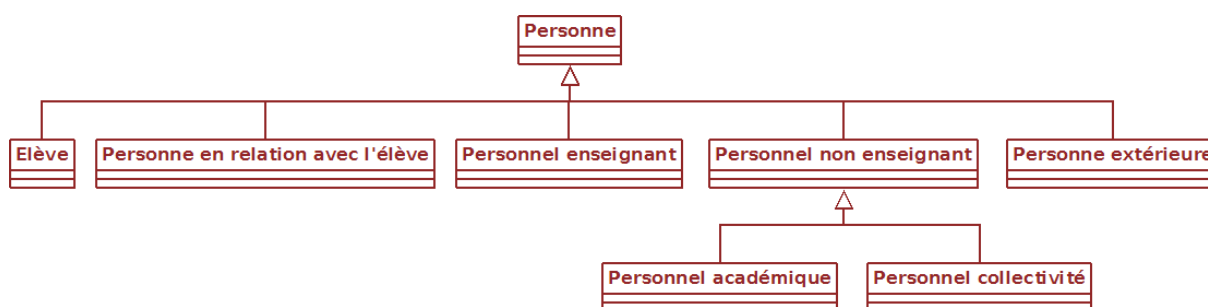 Personne
Elève
Personne en relation avec l'élève
Personnel enseignant
Personnel non enseignant
Personne extérieure
Personnel académique
Personnel collectivité